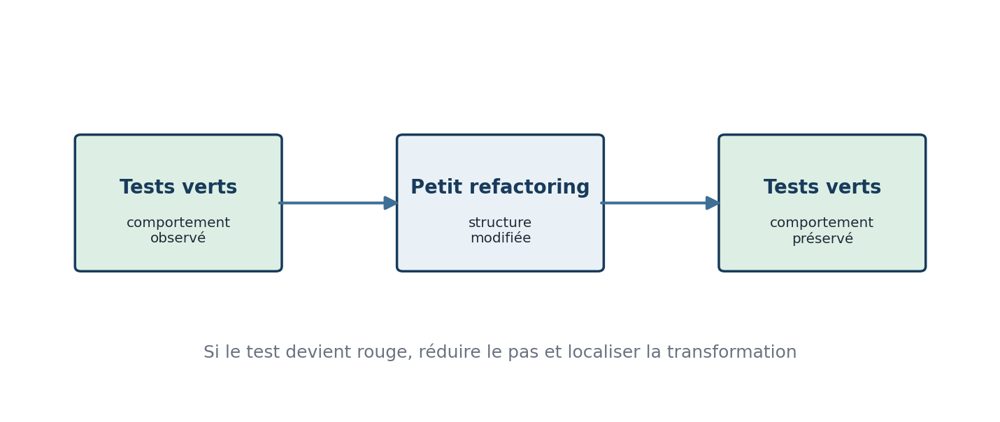 Tests verts
comportement
observé
Petit refactoring
structure
modifiée
Tests verts
comportement
préservé
Si le test devient rouge, réduire le pas et localiser la transformation